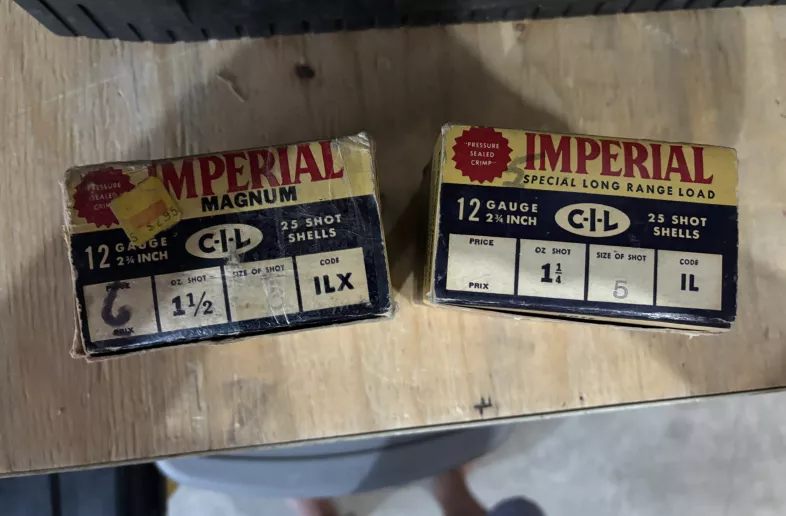 "PRESSURE
SEALED
CRIMP"
IMPERIAL
MAGNUM
12 GAUGE
2¾ INCH
C-I-L
25 SHOT
SHELLS
6
PRIX
OZ. SHOT
1½
SIZE OF SHOT
CODE
ILX
"PRESSURE
SEALED
CRIMP"
5
IMPERIAL
SPECIAL LONG RANGE LOAD
12 GAUGE
2¾ INCH
C-I-L
25 SHOT
SHELLS
PRICE
PRIX
OZ. SHOT
1¼
SIZE OF SHOT
5
CODE
IL